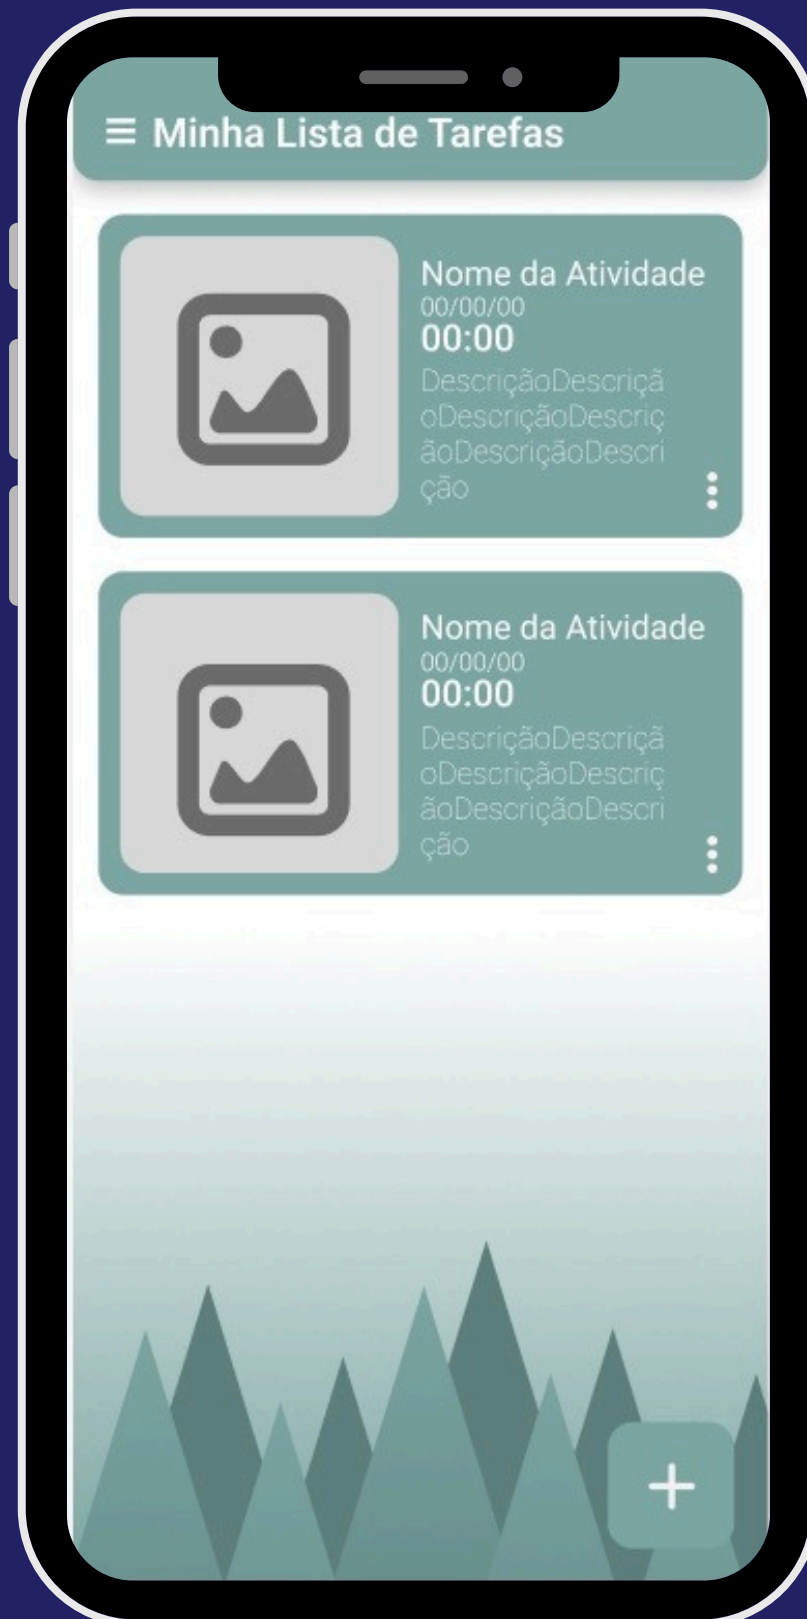 Minha Lista de Tarefas
Nome da Atividade
00/00/00
00:00
DescriçãoDescriçã
oDescriçãoDescriç
ãoDescriçãoDescri
ção
Nome da Atividade
00/00/00
00:00
DescriçãoDescriçã
oDescriçãoDescriç
ãoDescriçãoDescri
ção